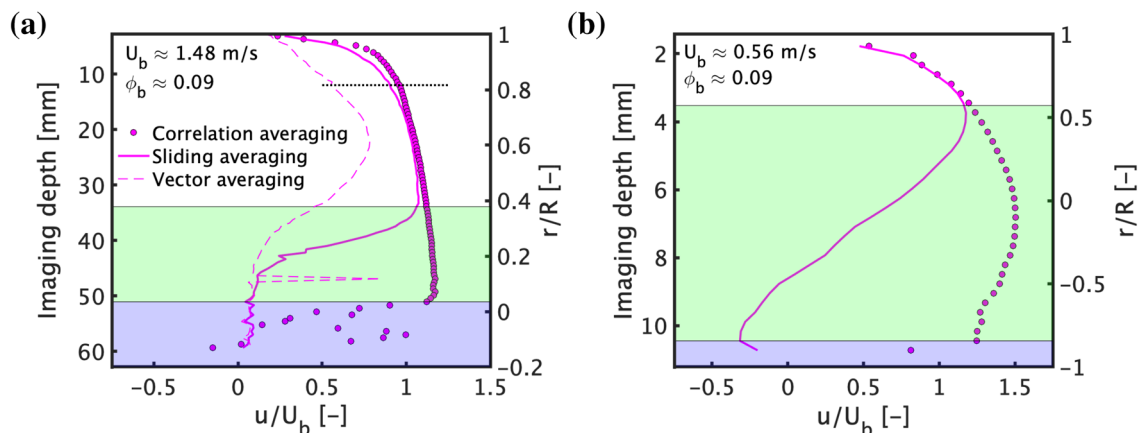 (a)
U_b ≈ 1.48 m/s
ϕ_b ≈ 0.09
Correlation averaging
Sliding averaging
Vector averaging
Imaging depth [mm]
10
20
30
40
50
60
1
0.8
0.6
0.4
0.2
0
-0.2
r/R [-]
-0.5
0
0.5
1
1.5
u/U_b [-]
(b)
U_b ≈ 0.56 m/s
ϕ_b ≈ 0.09
Imaging depth [mm]
2
4
6
8
10
1
0.5
0
-0.5
-1
r/R [-]
-0.5
0
0.5
1
1.5
u/U_b [-]